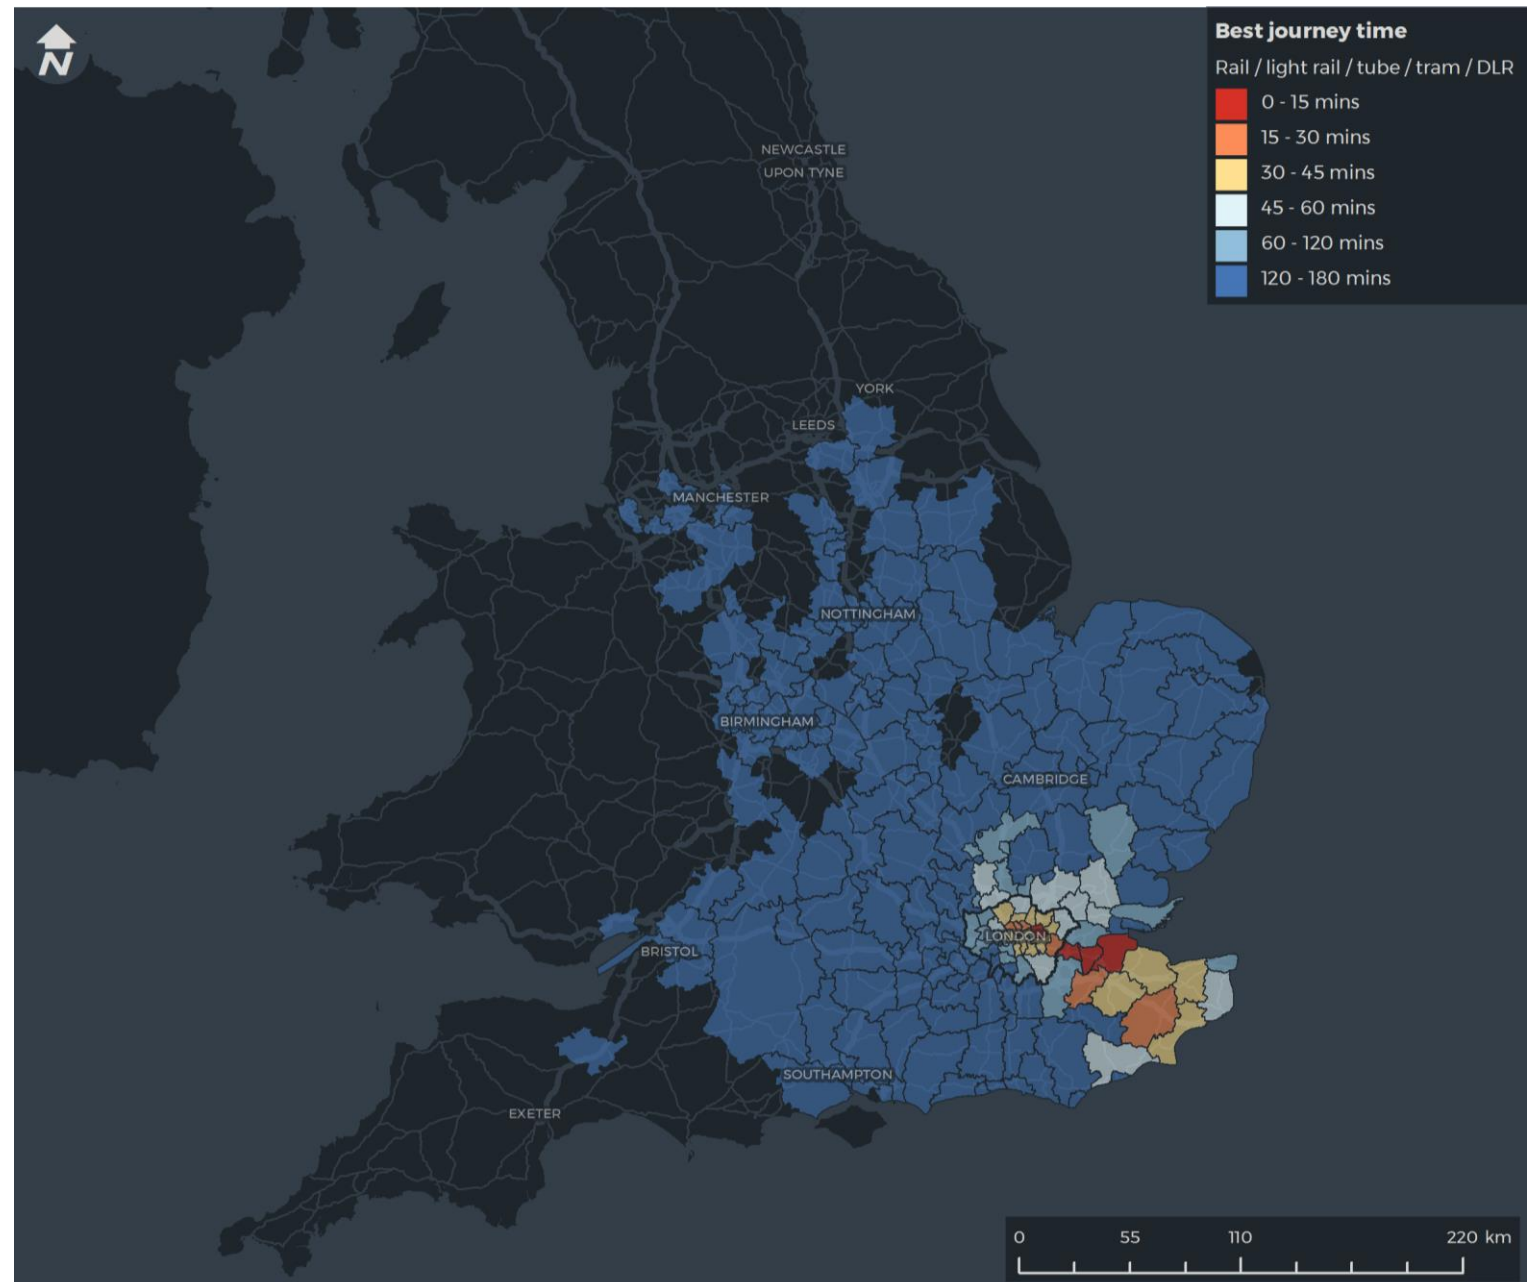 N
Best journey time
Rail / light rail / tube / tram / DLR
0 - 15 mins
15 - 30 mins
30 - 45 mins
45 - 60 mins
60 - 120 mins
120 - 180 mins
NEWCASTLE
UPON TYNE
YORK
LEEDS
MANCHESTER
NOTTINGHAM
BIRMINGHAM
CAMBRIDGE
LONDON
BRISTOL
SOUTHAMPTON
EXETER
0 55 110 220 km